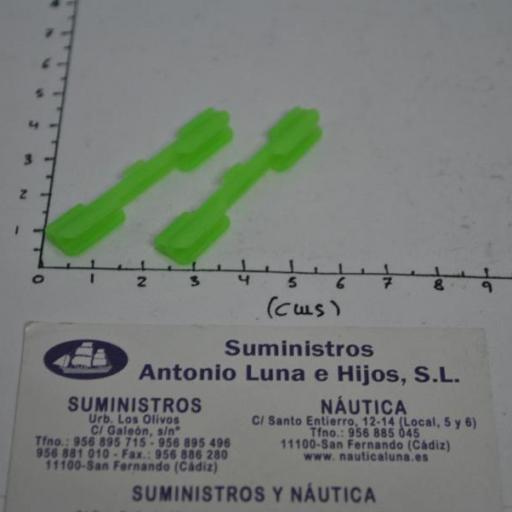 7
6
5
4
3
2
1
0 1 2 3 4 5 6 7 8 9
(cms)
Suministros
Antonio Luna e Hijos, S.L.
SUMINISTROS
Urb. Los Olivos
C/ Galeón, s/nº
Tfno.: 956 895 715 - 956 895 496
956 881 010 - Fax.: 956 886 280
11100-San Fernando (Cádiz)
NÁUTICA
C/ Santo Entierro, 12-14 (Local, 5 y 6)
Tfno.: 956 885 045
11100-San Fernando (Cádiz)
www. nauticaluna.es
SUMINISTROS Y NÁUTICA